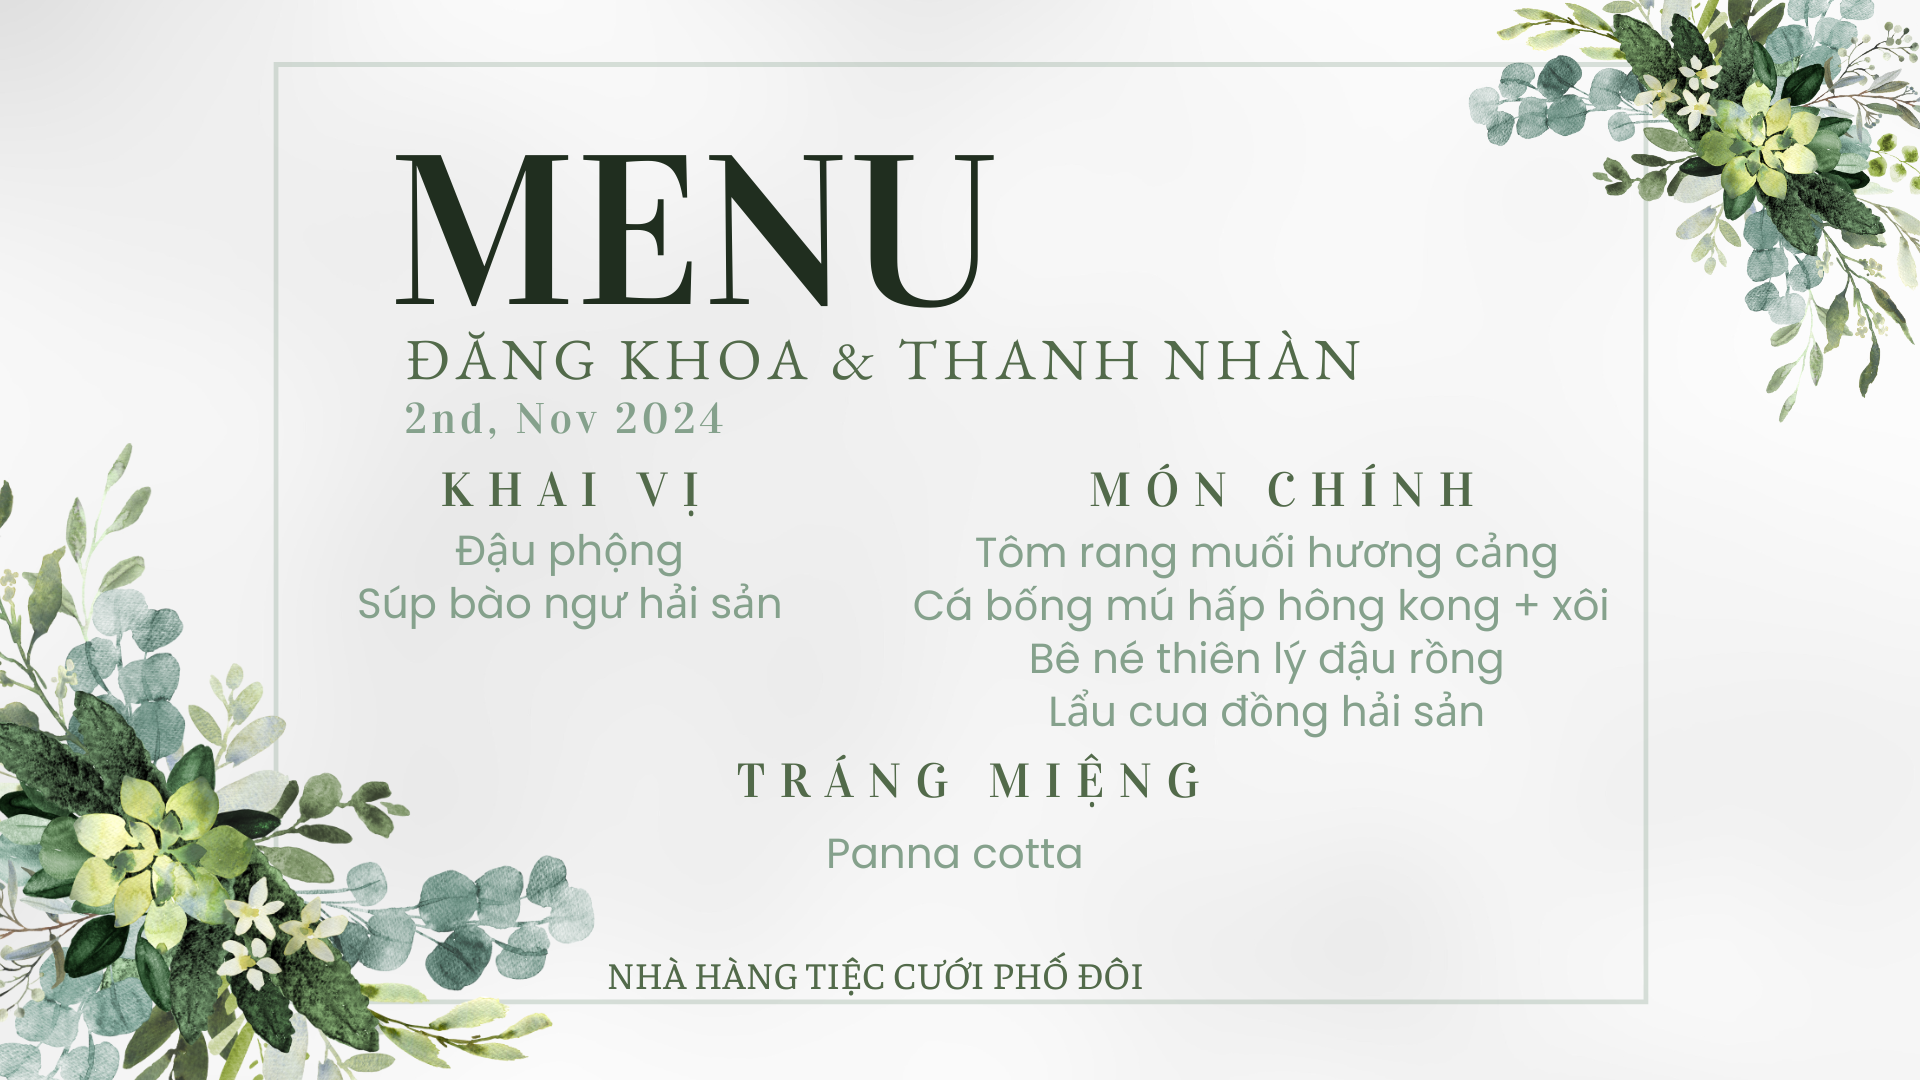 MENU
ĐĂNG KHOA & THANH NHÀN
2nd, Nov 2024
KHAI VỊ
Đậu phộng
Súp bào ngư hải sản
MÓN CHÍNH
Tôm rang muối hương cảng
Cá bống mú hấp hông kong + xôi
Bê né thiên lý đậu rồng
Lẩu cua đồng hải sản
TRÁNG MIỆNG
Panna cotta
NHÀ HÀNG TIỆC CƯỚI PHỐ ĐÔI